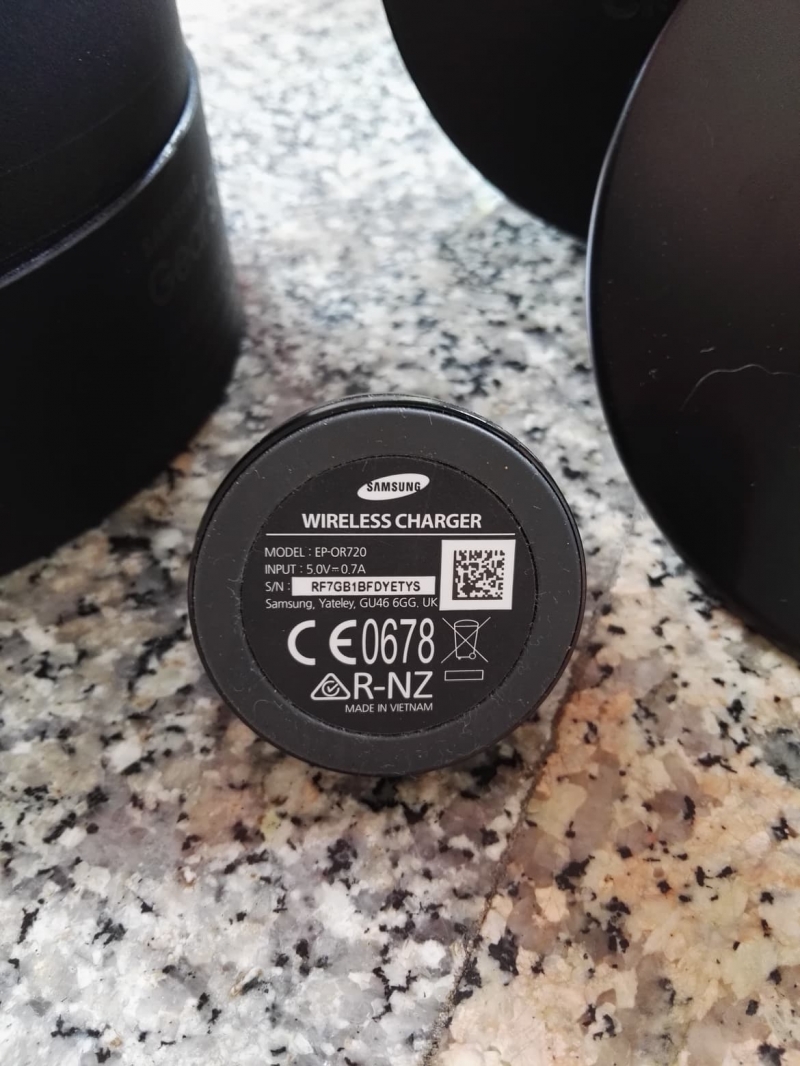 SAMSUNG
WIRELESS CHARGER
MODEL : EP-OR720
INPUT : 5.0V⎓0.7A
S/N : RF7GB1BFDYETYS
Samsung, Yateley, GU46 6GG. UK
CE0678
R-NZ
MADE IN VIETNAM